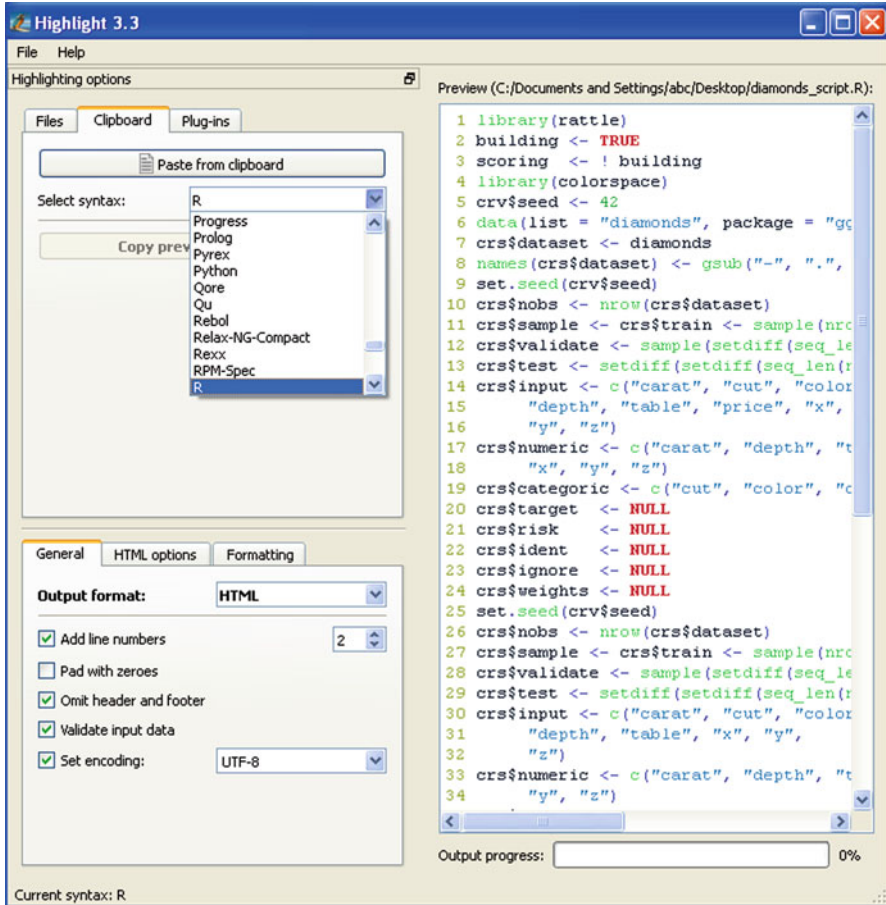 Highlight 3.3
File Help
Highlighting options
Files Clipboard Plug-ins
Paste from clipboard
Select syntax: R
Progress
Prolog
Pyrex
Python
Qore
Qu
Rebol
Relax-NG-Compact
Rexx
RPM-Spec
R
Copy prev
General HTML options Formatting
Output format: HTML
Add line numbers 2
Pad with zeroes
Omit header and footer
Validate input data
Set encoding: UTF-8
Preview (C:/Documents and Settings/abc/Desktop/diamonds_script.R):
1 library(rattle)
2 building <- TRUE
3 scoring <- ! building
4 library(colorspace)
5 crv$seed <- 42
6 data(list = "diamonds", package = "gg
7 crs$dataset <- diamonds
8 names(crs$dataset) <- gsub("-", ".",
9 set.seed(crv$seed)
10 crs$nobs <- nrow(crs$dataset)
11 crs$sample <- crs$train <- sample(nro
12 crs$validate <- sample(setdiff(seq_le
13 crs$test <- setdiff(setdiff(seq_len(n
14 crs$input <- c("carat", "cut", "color
15 "depth", "table", "price", "x",
16 "y", "z")
17 crs$numeric <- c("carat", "depth", "t
18 "x", "y", "z")
19 crs$categoric <- c("cut", "color", "c
20 crs$target <- NULL
21 crs$risk <- NULL
22 crs$ident <- NULL
23 crs$ignore <- NULL
24 crs$weights <- NULL
25 set.seed(crv$seed)
26 crs$nobs <- nrow(crs$dataset)
27 crs$sample <- crs$train <- sample(nro
28 crs$validate <- sample(setdiff(seq_le
29 crs$test <- setdiff(setdiff(seq_len(n
30 crs$input <- c("carat", "cut", "color
31 "depth", "table", "x", "y",
32 "z")
33 crs$numeric <- c("carat", "depth", "t
34 "y", "z")
Output progress: 0%
Current syntax: R